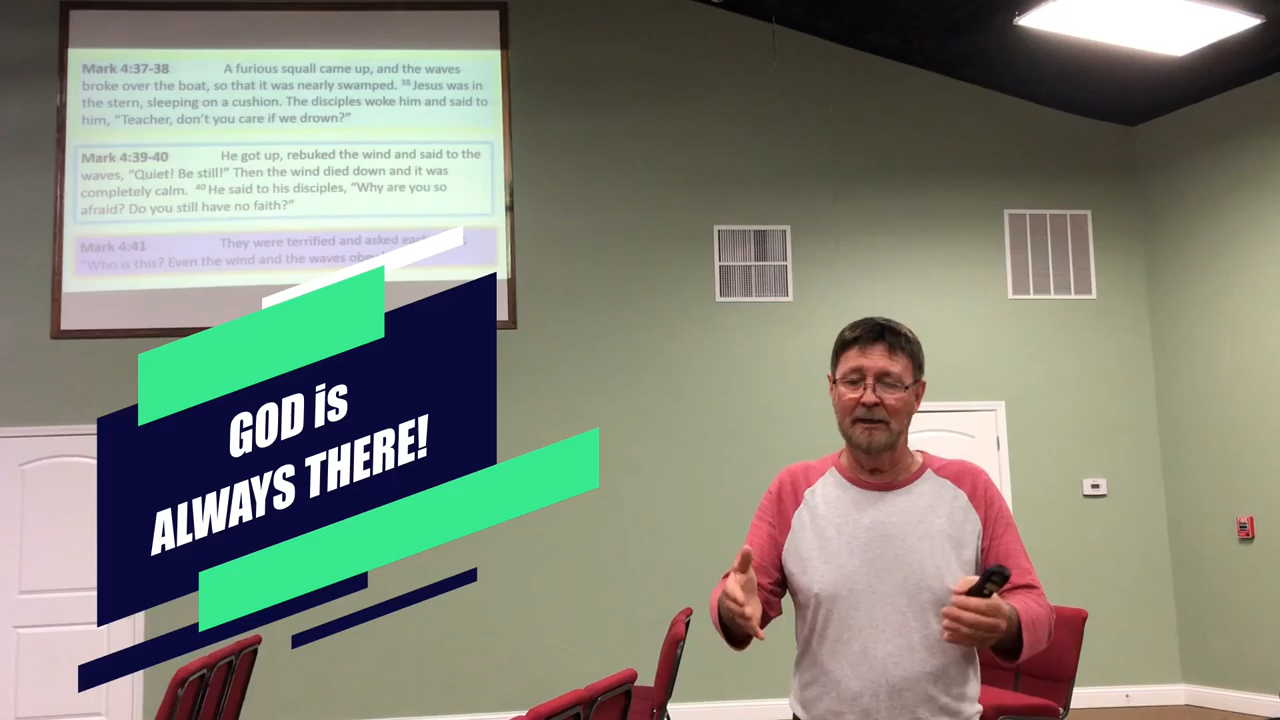 Mark 4:37-38 A furious squall came up, and the waves
broke over the boat, so that it was nearly swamped. 38 Jesus was in
the stern, sleeping on a cushion. The disciples woke him and said to
him, “Teacher, don’t you care if we drown?”
Mark 4:39-40 He got up, rebuked the wind and said to the
waves, “Quiet! Be still!” Then the wind died down and it was
completely calm. 40 He said to his disciples, “Why are you so
afraid? Do you still have no faith?”
Mark 4:41 They were terrified and asked
“Who is this? Even the wind and the waves
GOD is
ALWAYS THERE!
FIRE